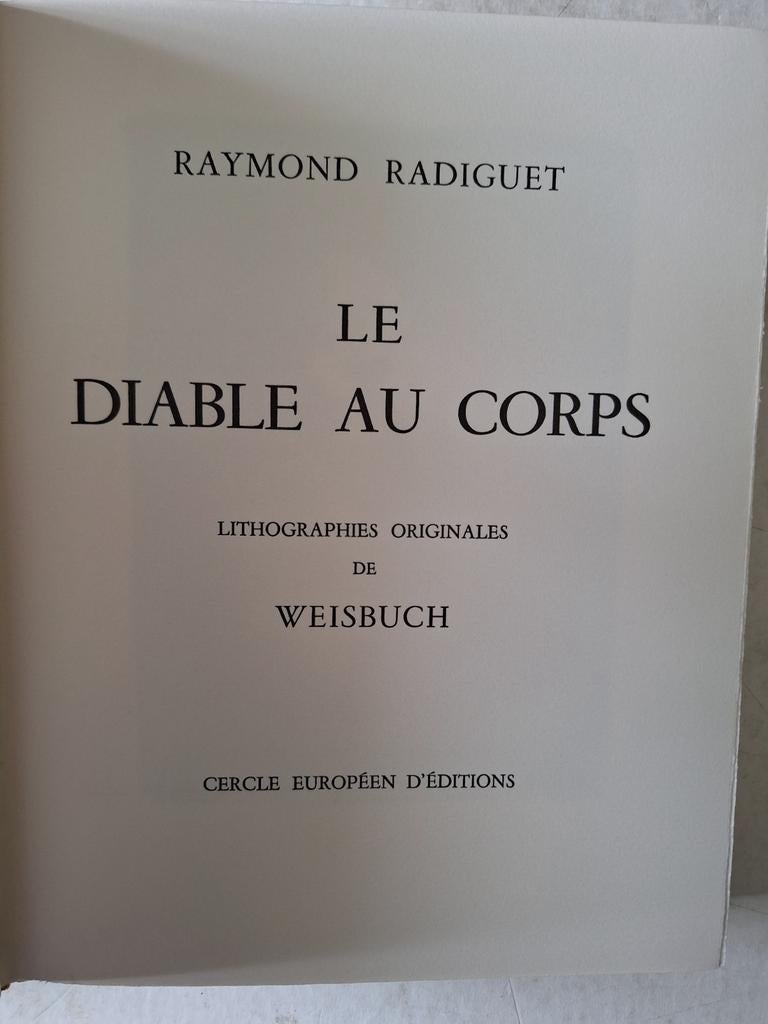 RAYMOND RADIGUET
LE
DIABLE AU CORPS
LITHOGRAPHIES ORIGINALES
DE
WEISBUCH
CERCLE EUROPÉEN D'ÉDITIONS